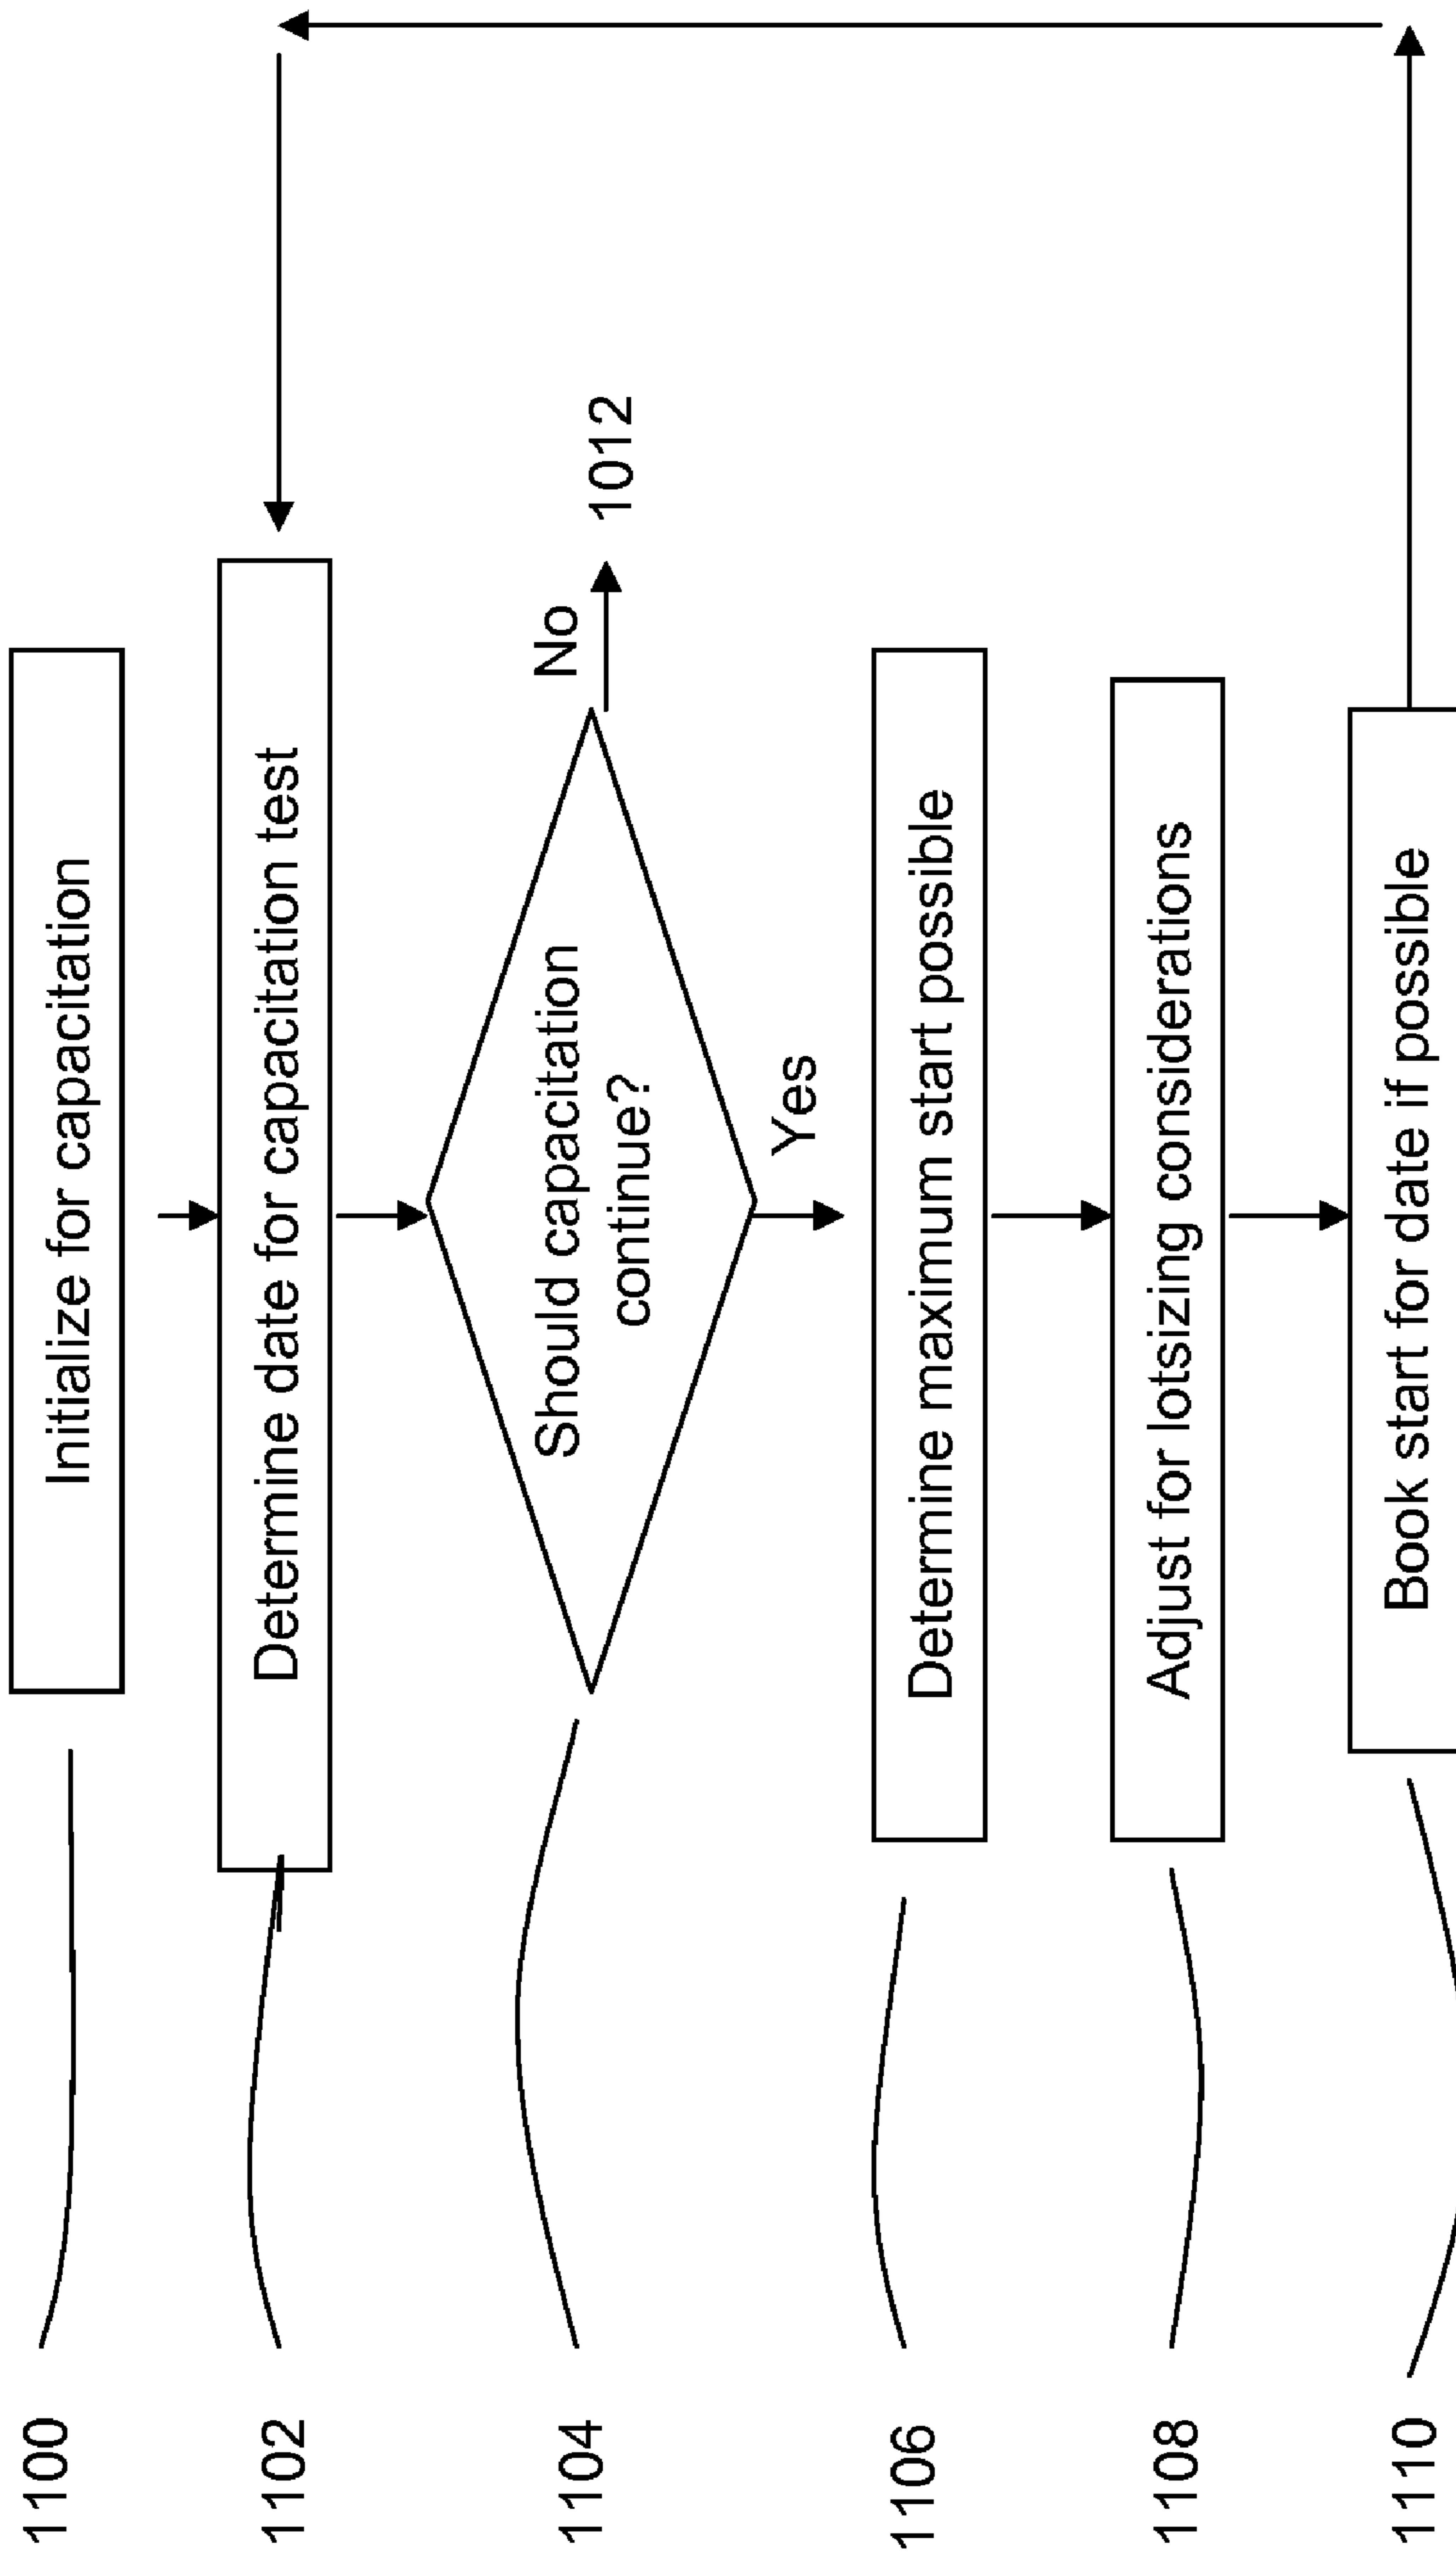 1100
Initialize for capacitation
1102
Determine date for capacitation test
1104
Should capacitation
continue?
No
1012
Yes
1106
Determine maximum start possible
1108
Adjust for lotsizing considerations
1110
Book start for date if possible